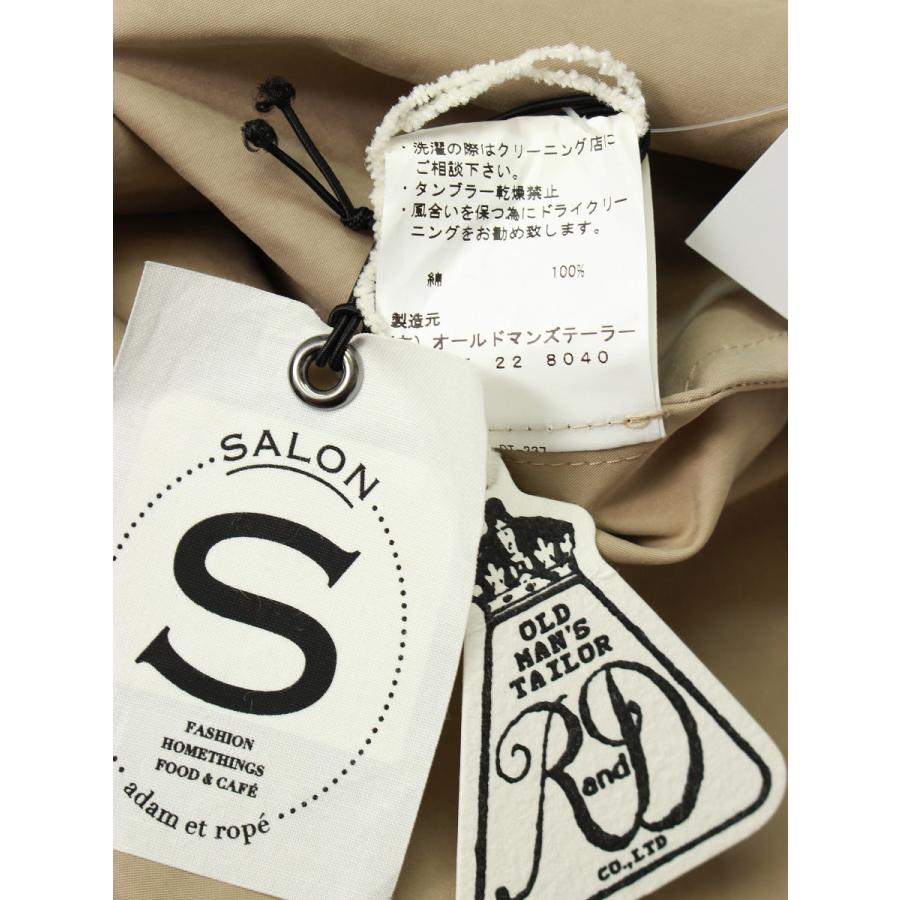 ・洗濯の際はクリーニング店に
ご相談下さい。
・タンブラー乾燥禁止
・風合いを保つ為にドライクリー
ニングをお勧め致します。
綿 100%
製造元
オールドマンズテーラー
22 8040
SALON
S
FASHION
HOMETHINGS
FOOD & CAFÉ
adam et ropé
OLD
MAN'S
TAILOR
R and D
CO.,LTD